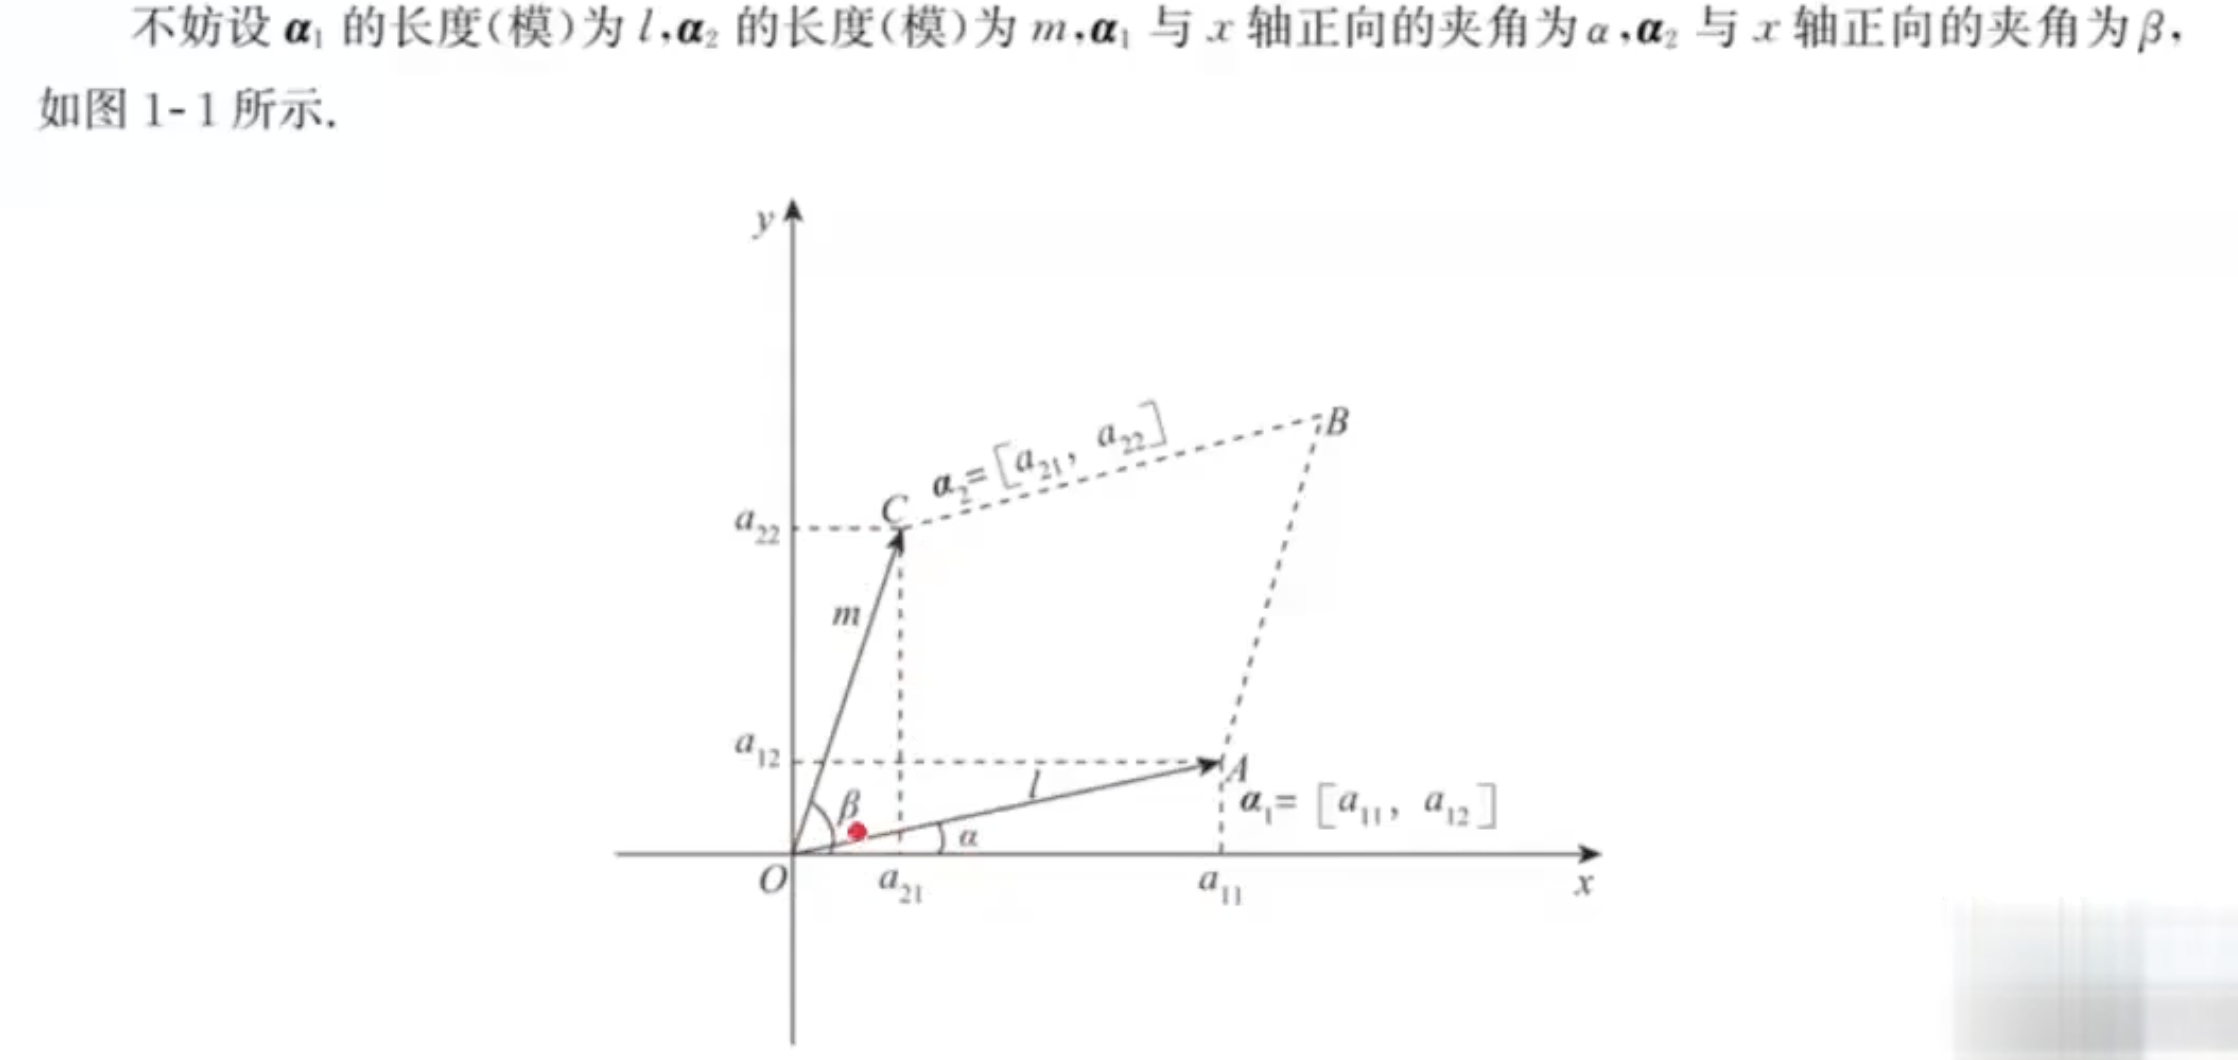 不妨设 α₁ 的长度(模)为 l,α₂ 的长度(模)为 m,α₁ 与 x 轴正向的夹角为 α,α₂ 与 x 轴正向的夹角为 β,
如图 1-1 所示.
y
B
α₂=[a₂₁, a₂₂]
C
a₂₂
m
a₁₂
A
l
β
α₁=[a₁₁, a₁₂]
α
O
a₂₁
a₁₁
x